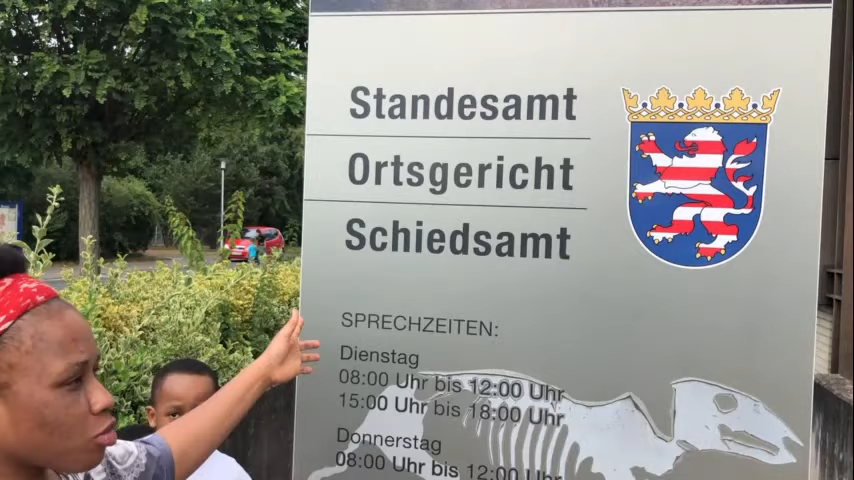 Standesamt
Ortsgericht
Schiedsamt
SPRECHZEITEN:
Dienstag
08:00 Uhr bis 12:00 Uhr
15:00 Uhr bis 18:00 Uhr
Donnerstag
08:00 Uhr bis 12:00 Uhr